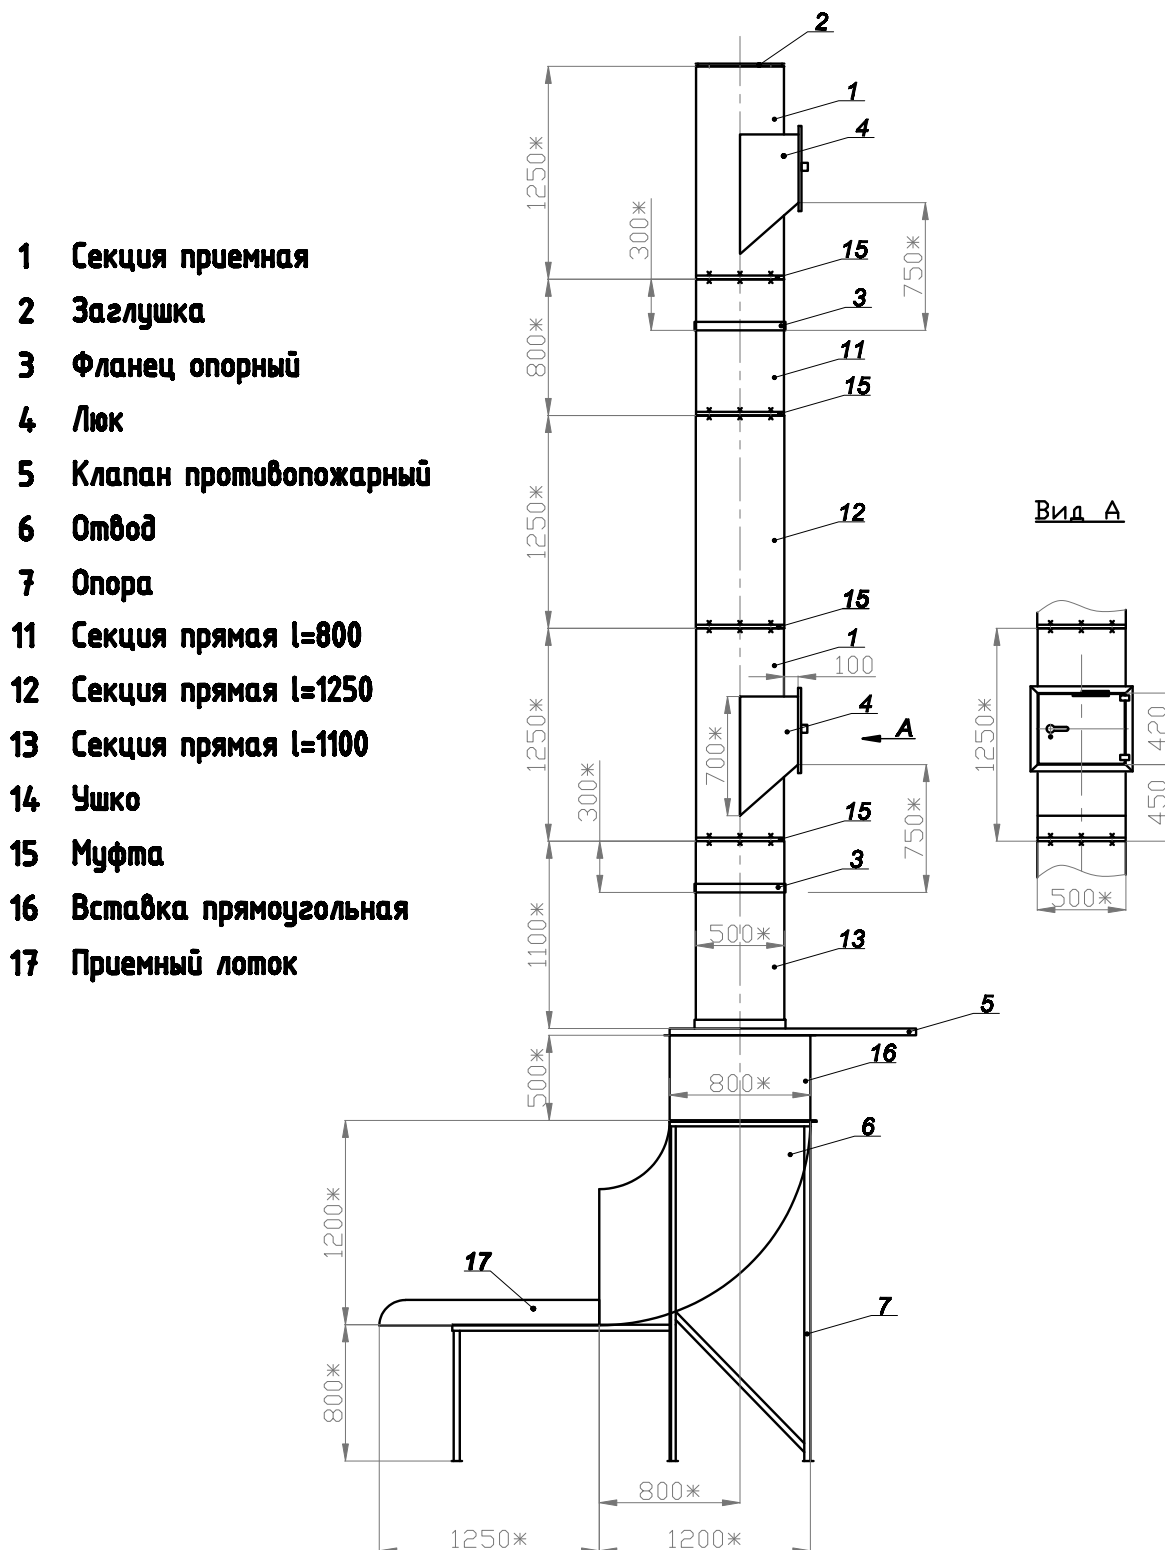 1 Секция приемная
2 Заглушка
3 Фланец опорный
4 Люк
5 Клапан противопожарный
6 Отвод
7 Опора
11 Секция прямая l=800
12 Секция прямая l=1250
13 Секция прямая l=1100
14 Ушко
15 Муфта
16 Вставка прямоугольная
17 Приемный лоток
2
1
4
1250*
300*
750*
15
3
800*
11
15
1250*
12
15
1
100
4
A
1250*
700*
300*
750*
15
3
1100*
500*
13
5
500*
16
800*
6
1200*
17
7
800*
800*
1250*
1200*
Вид А
1250*
420
450
500*